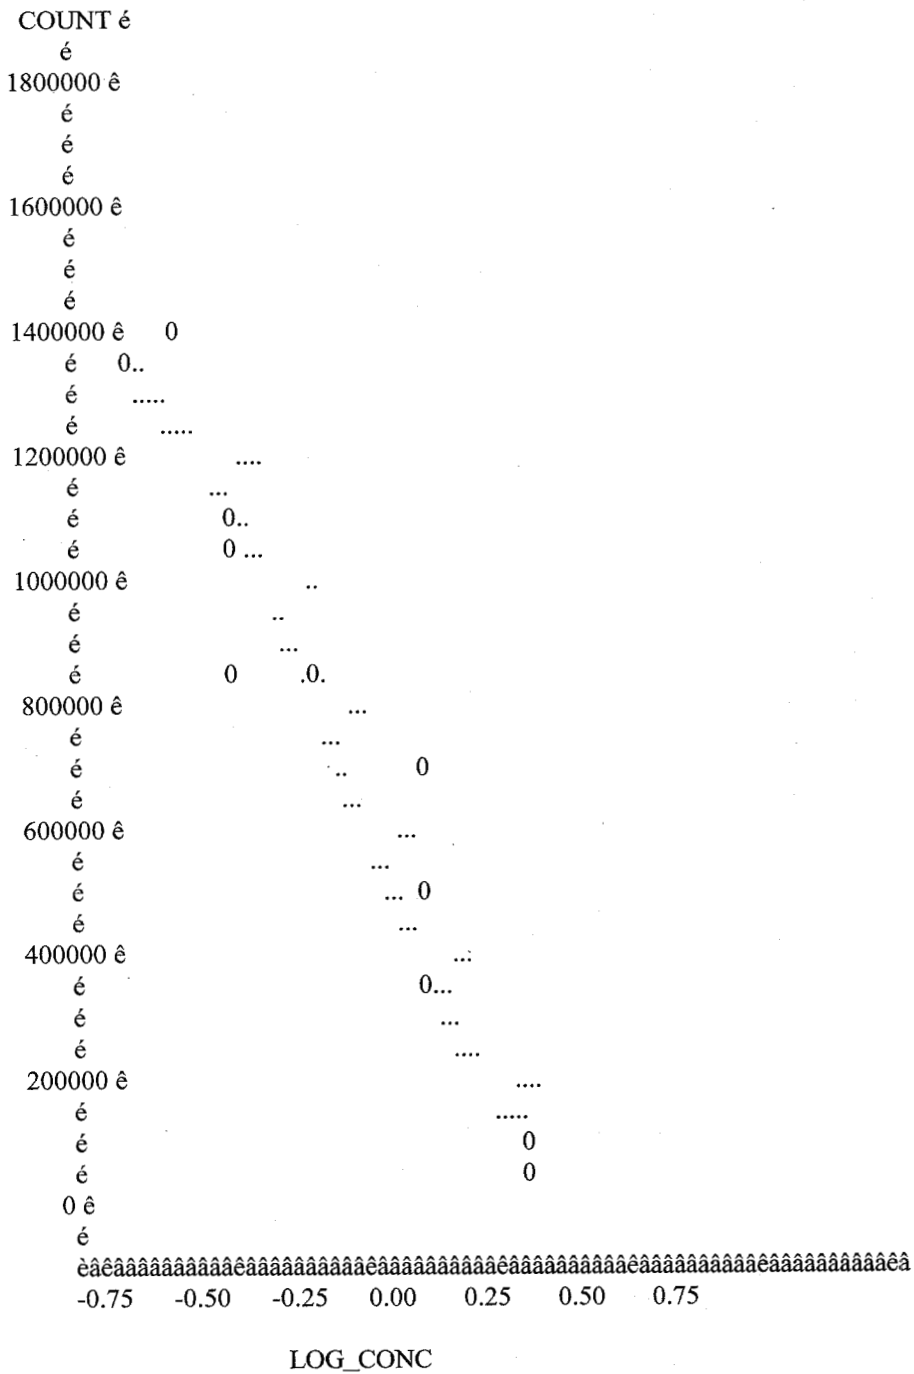 COUNT é
é
1800000 ê
é
é
é
1600000 ê
é
é
é
1400000 ê 0
é 0..
é .....
é .....
1200000 ê ....
é ...
é 0..
é 0 ...
1000000 ê ..
é ..
é ...
é 0 .0.
800000 ê ...
é ...
é .. 0
é ...
600000 ê ...
é ...
é ... 0
é ...
400000 ê ...
é 0...
é ...
é ....
200000 ê ....
é .....
é 0
é 0
0 ê
é
èâêââââââââââêââââââââââêââââââââââêââââââââââêââââââââââêââââââââââêâ
-0.75 -0.50 -0.25 0.00 0.25 0.50 0.75
LOG_CONC